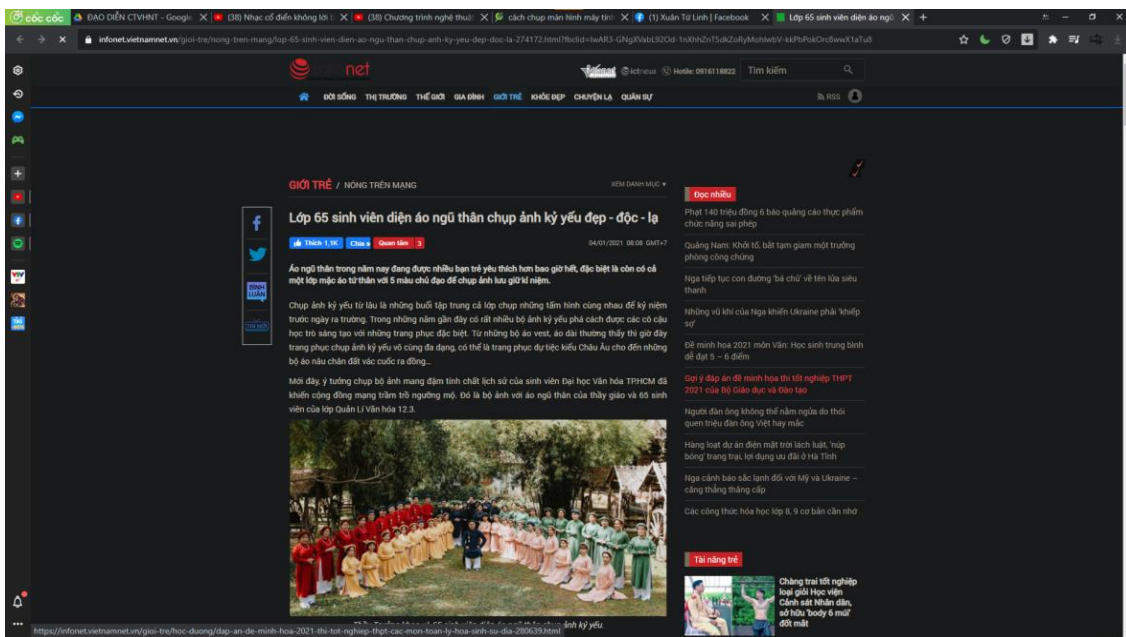 cốc cốc
ĐẠO DIỄN CTVHNT - Google
(38) Nhạc cổ điển không lời
(38) Chương trình nghệ thuật
cách chụp màn hình máy tính
(1) Xuân Tứ Linh | Facebook
Lớp 65 sinh viên diện áo ngũ
infonet.vietnamnet.vn/gioi-tre/nong-tren-mang/lop-65-sinh-vien-dien-ao-ngu-than-chup-anh-ky-yeu-dep-doc-la-274172.html
net
ictnews
Hotline: 0916118822
Tìm kiếm
ĐỜI SỐNG THỊ TRƯỜNG THẾ GIỚI GIA ĐÌNH GIỚI TRẺ KHỎE ĐẸP CHUYỆN LẠ QUÂN SỰ
RSS
GIỚI TRẺ / NÓNG TRÊN MẠNG
XEM DANH MỤC
Lớp 65 sinh viên diện áo ngũ thân chụp ảnh kỷ yếu đẹp - độc - lạ
Thích 1,1K Chia s Quan tâm 3
04/01/2021 08:08 GMT+7
BÌNH
LUẬN
TIN MỚI
Áo ngũ thân trong năm nay đang được nhiều bạn trẻ yêu thích hơn bao giờ hết, đặc biệt là còn có cả
một lớp mặc áo tứ thân với 5 màu chủ đạo để chụp ảnh lưu giữ kỉ niệm.
Chụp ảnh kỷ yếu từ lâu là những buổi tập trung cả lớp chụp những tấm hình cùng nhau để kỷ niệm
trước ngày ra trường. Trong những năm gần đây có rất nhiều bộ ảnh kỷ yếu phá cách được các cô cậu
học trò sáng tạo với những trang phục đặc biệt. Từ những bộ áo vest, áo dài thường thấy thì giờ đây
trang phục chụp ảnh kỷ yếu vô cùng đa dạng, có thể là trang phục dự tiệc kiểu Châu Âu cho đến những
bộ áo nâu chân đất vác cuốc ra đồng...
Mới đây, ý tưởng chụp bộ ảnh mang đậm tính chất lịch sử của sinh viên Đại học Văn hóa TP.HCM đã
khiến cộng đồng mạng trầm trồ ngưỡng mộ. Đó là bộ ảnh với áo ngũ thân của thầy giáo và 65 sinh
viên của lớp Quản Lí Văn hóa 12.3.
Đọc nhiều
Phạt 140 triệu đồng 6 báo quảng cáo thực phẩm
chức năng sai phép
Quảng Nam: Khởi tố, bắt tạm giam một trưởng
phòng công chứng
Nga tiếp tục con đường 'bá chủ' về tên lửa siêu
thanh
Những vũ khí của Nga khiến Ukraine phải 'khiếp
sợ'
Đề minh họa 2021 môn Văn: Học sinh trung bình
dễ đạt 5 – 6 điểm
Gợi ý đáp án đề minh họa thi tốt nghiệp THPT
2021 của Bộ Giáo dục và Đào tạo
Người đàn ông không thể nằm ngửa do thói
quen triệu đàn ông Việt hay mắc
Hàng loạt dự án điện mặt trời lách luật, 'núp
bóng' trang trại, lợi dụng ưu đãi ở Hà Tĩnh
Nga cảnh báo sắc lạnh đối với Mỹ và Ukraine –
căng thẳng thăng cấp
Các công thức hóa học lớp 8, 9 cơ bản cần nhớ
Tài năng trẻ
Chàng trai tốt nghiệp
loại giỏi Học viện
Cảnh sát Nhân dân,
sở hữu 'body 6 múi'
đốt mắt
ảnh kỷ yếu.
https://infonet.vietnamnet.vn/gioi-tre/hoc-duong/dap-an-de-minh-hoa-2021-thi-tot-nghiep-thpt-cac-mon-toan-ly-hoa-sinh-su-dia-280639.html